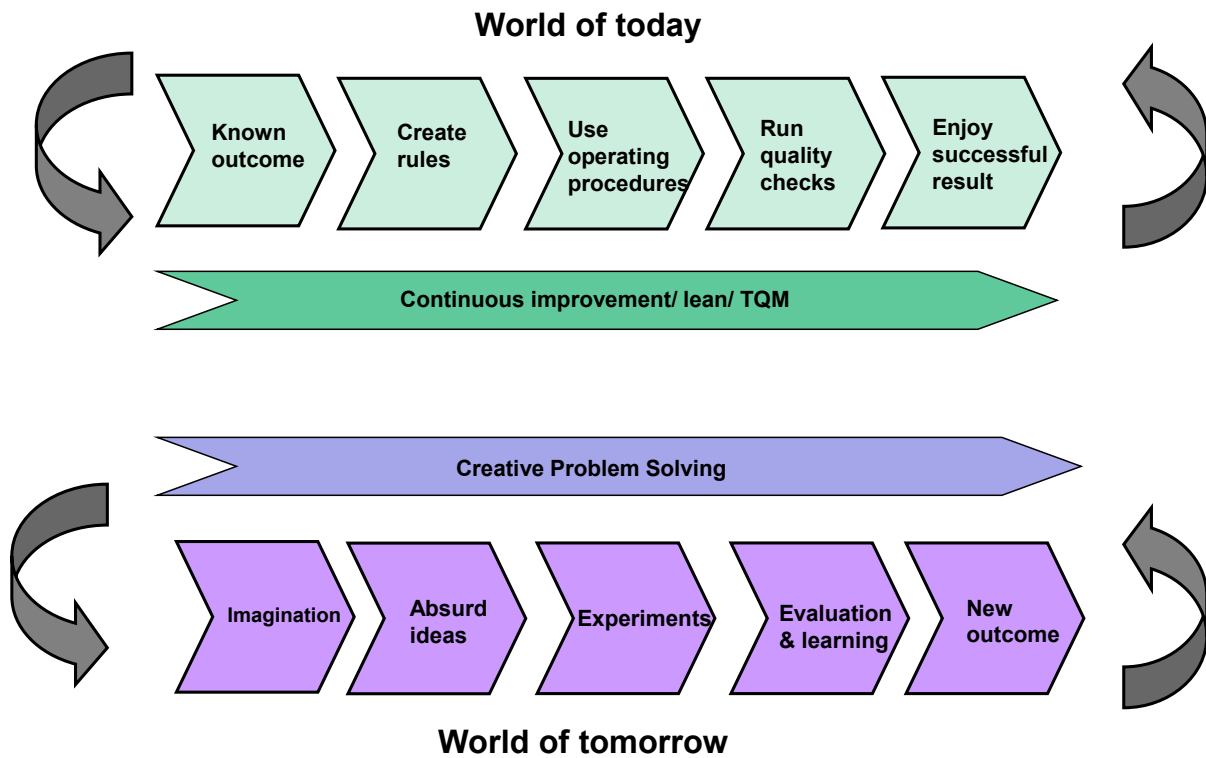 World of today
Known
outcome
Create
rules
Use
operating
procedures
Run
quality
checks
Enjoy
successful
result
Continuous improvement/ lean/ TQM
Creative Problem Solving
Imagination
Absurd
ideas
Experiments
Evaluation
& learning
New
outcome
World of tomorrow